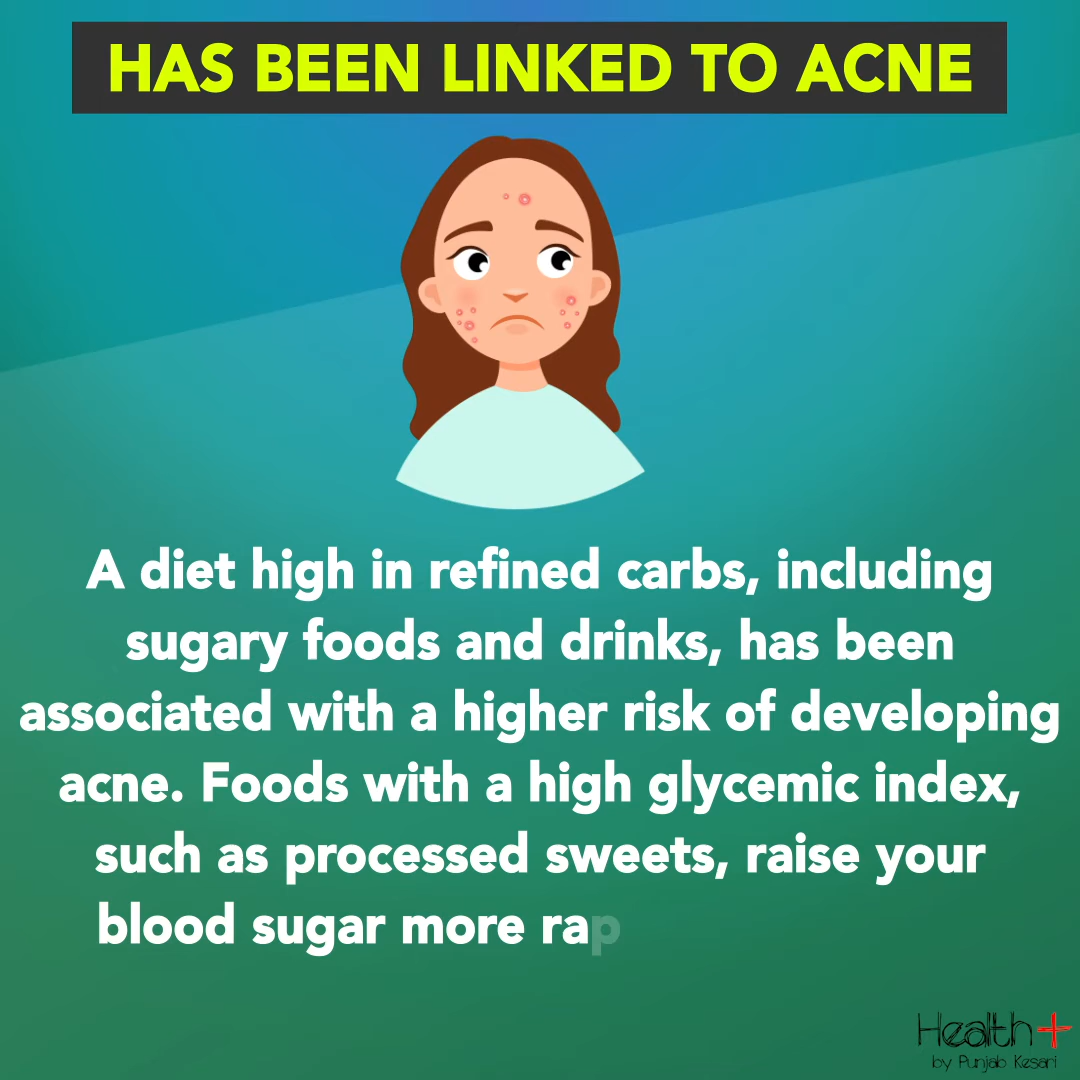 HAS BEEN LINKED TO ACNE
A diet high in refined carbs, including
sugary foods and drinks, has been
associated with a higher risk of developing
acne. Foods with a high glycemic index,
such as processed sweets, raise your
blood sugar more rap
Health+
by Punjab Kesari